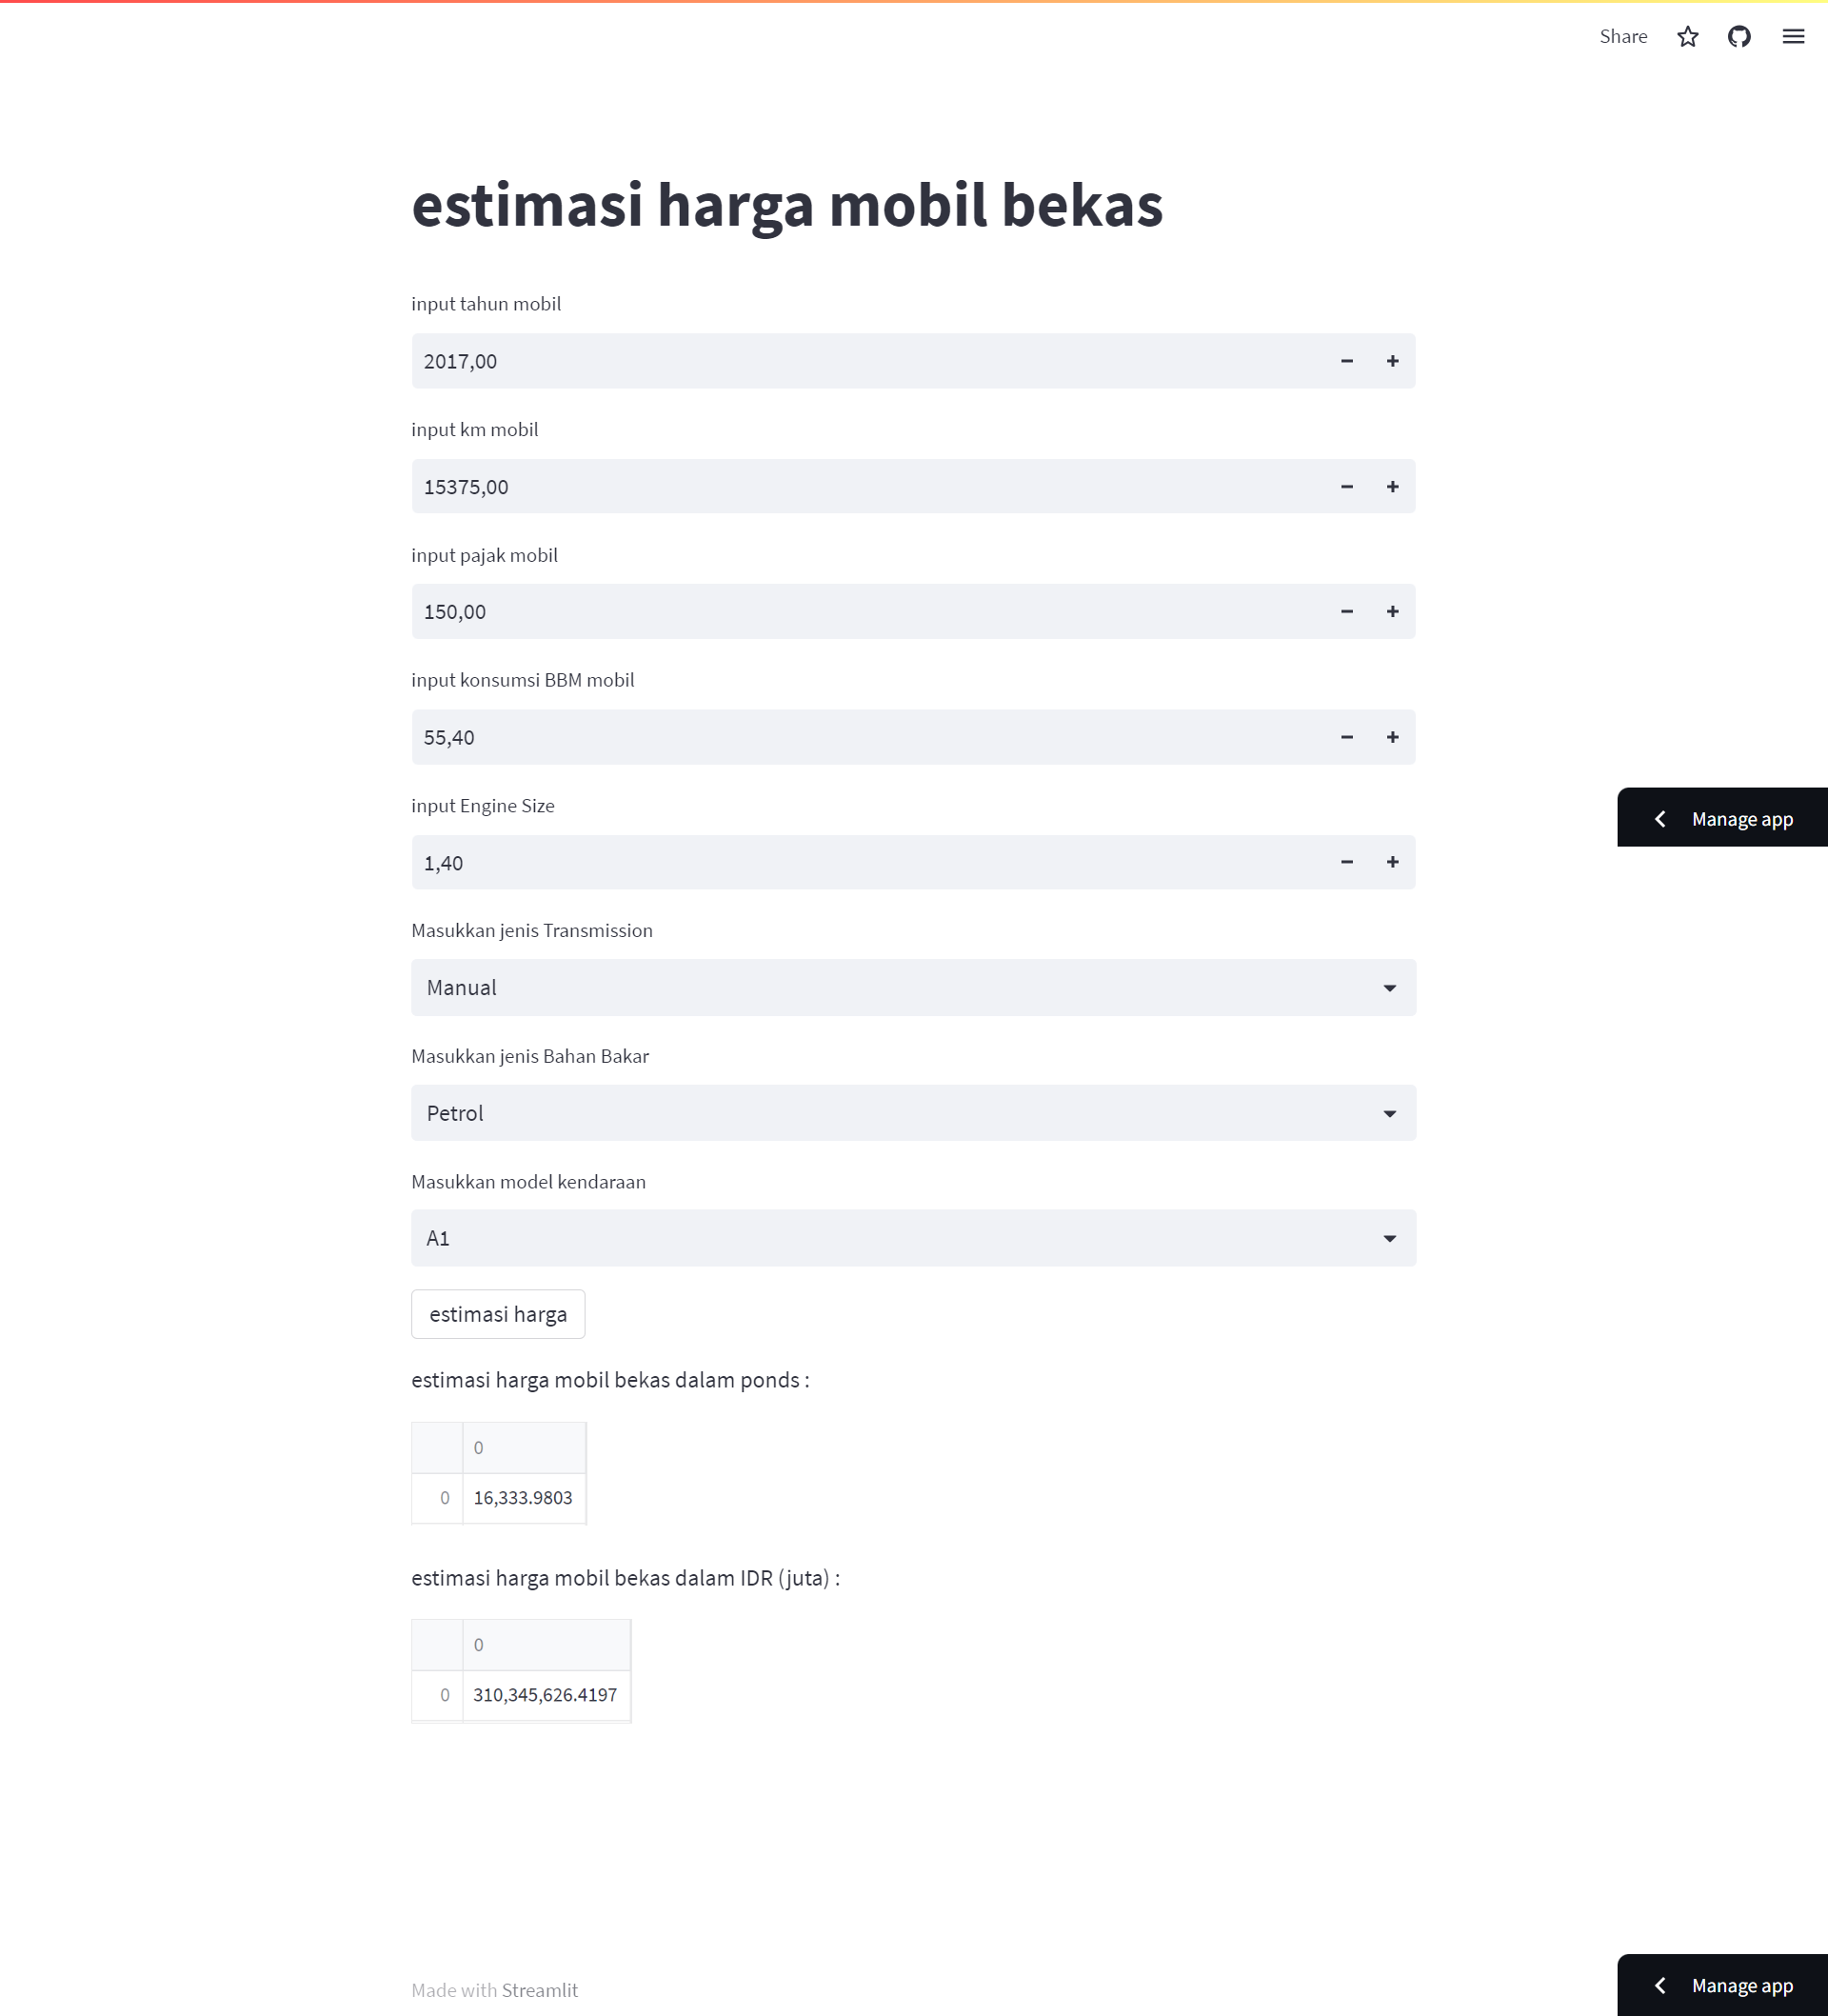 Share
estimasi harga mobil bekas
input tahun mobil
2017,00
input km mobil
15375,00
input pajak mobil
150,00
input konsumsi BBM mobil
55,40
input Engine Size
1,40
Manage app
Masukkan jenis Transmission
Manual
Masukkan jenis Bahan Bakar
Petrol
Masukkan model kendaraan
A1
estimasi harga
estimasi harga mobil bekas dalam ponds :
0
0 16,333.9803
estimasi harga mobil bekas dalam IDR (juta) :
0
0 310,345,626.4197
Made with Streamlit
Manage app